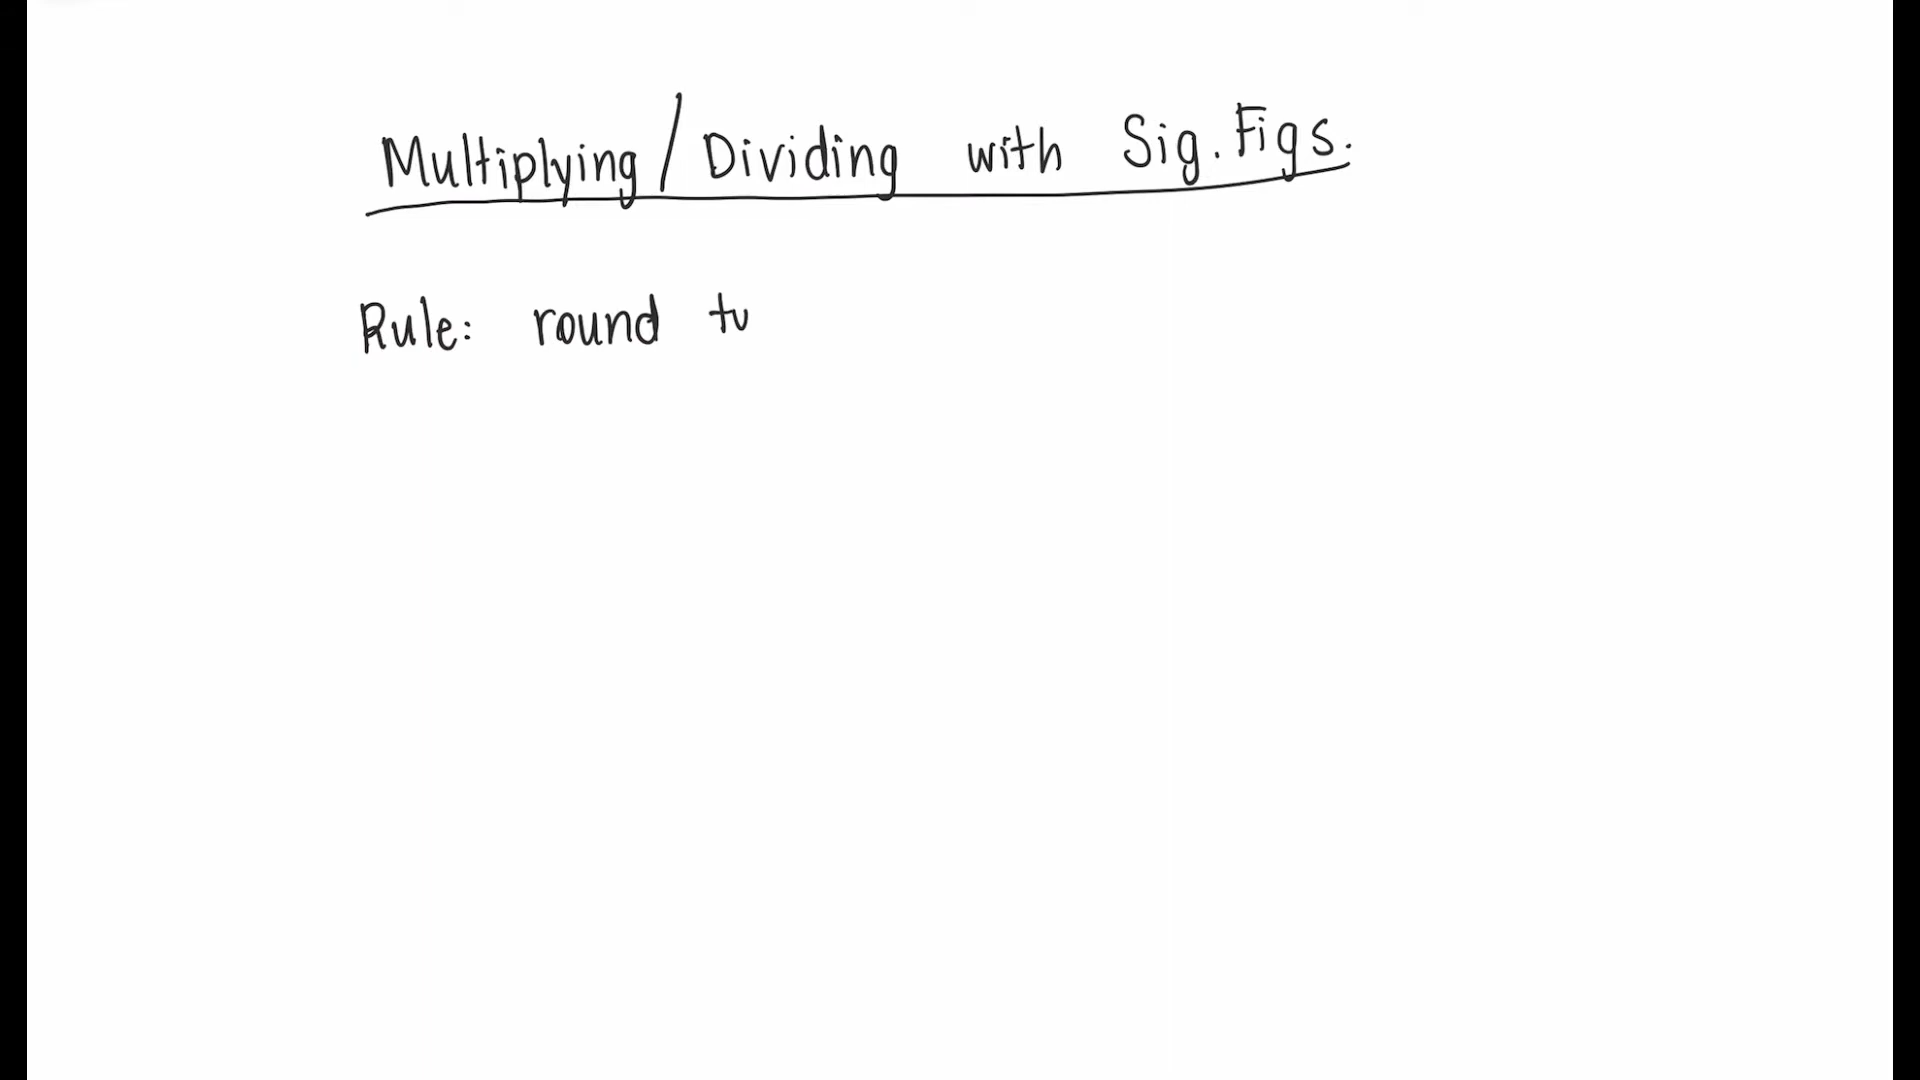 Multiplying / Dividing with Sig. Figs.
Rule: round to